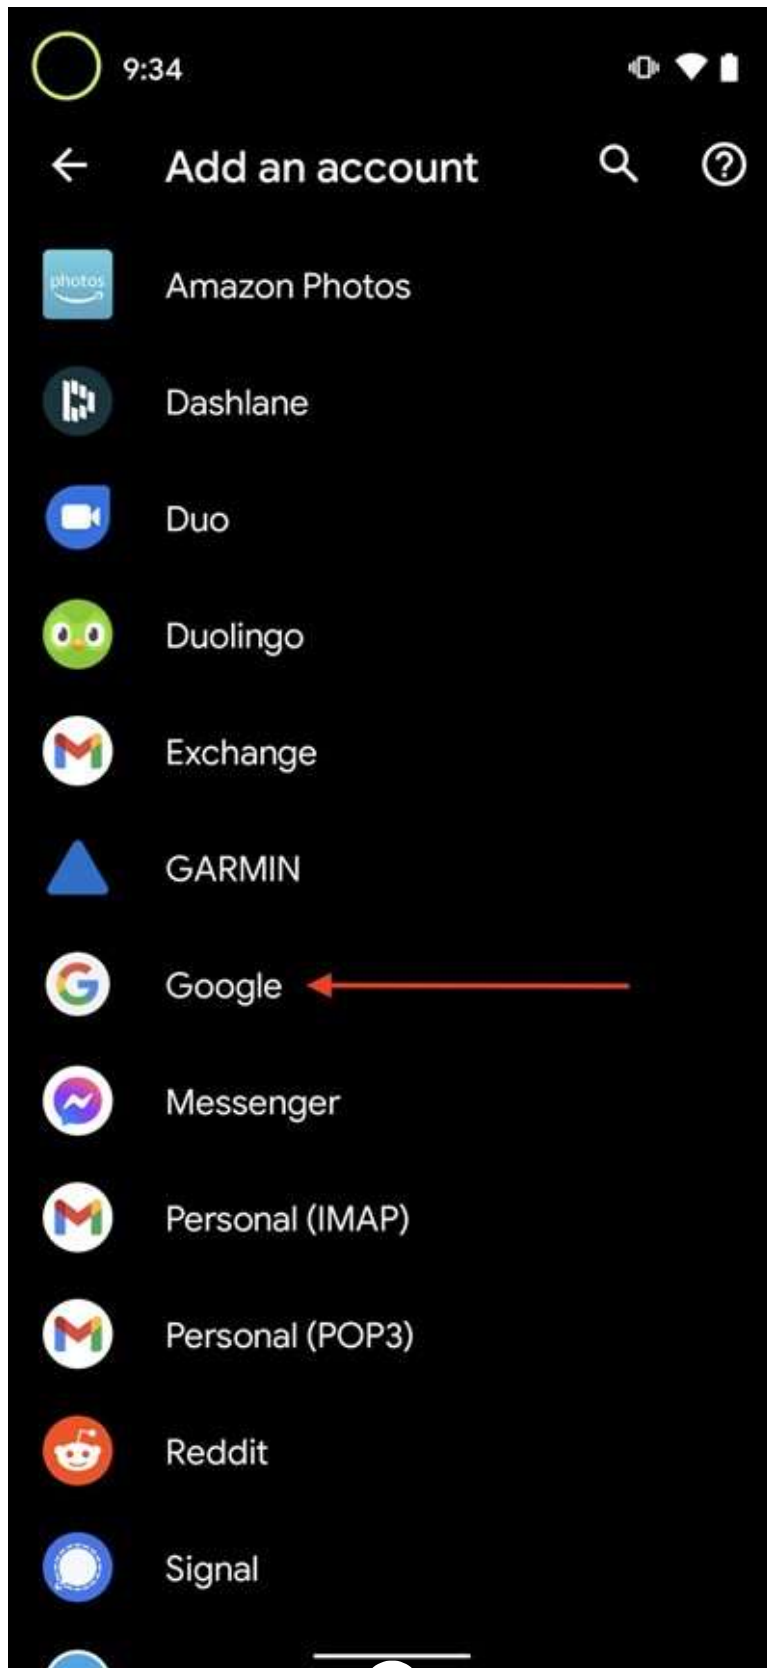 9:34
Add an account
photos
Amazon Photos
Dashlane
Duo
Duolingo
Exchange
GARMIN
Google
Messenger
Personal (IMAP)
Personal (POP3)
Reddit
Signal